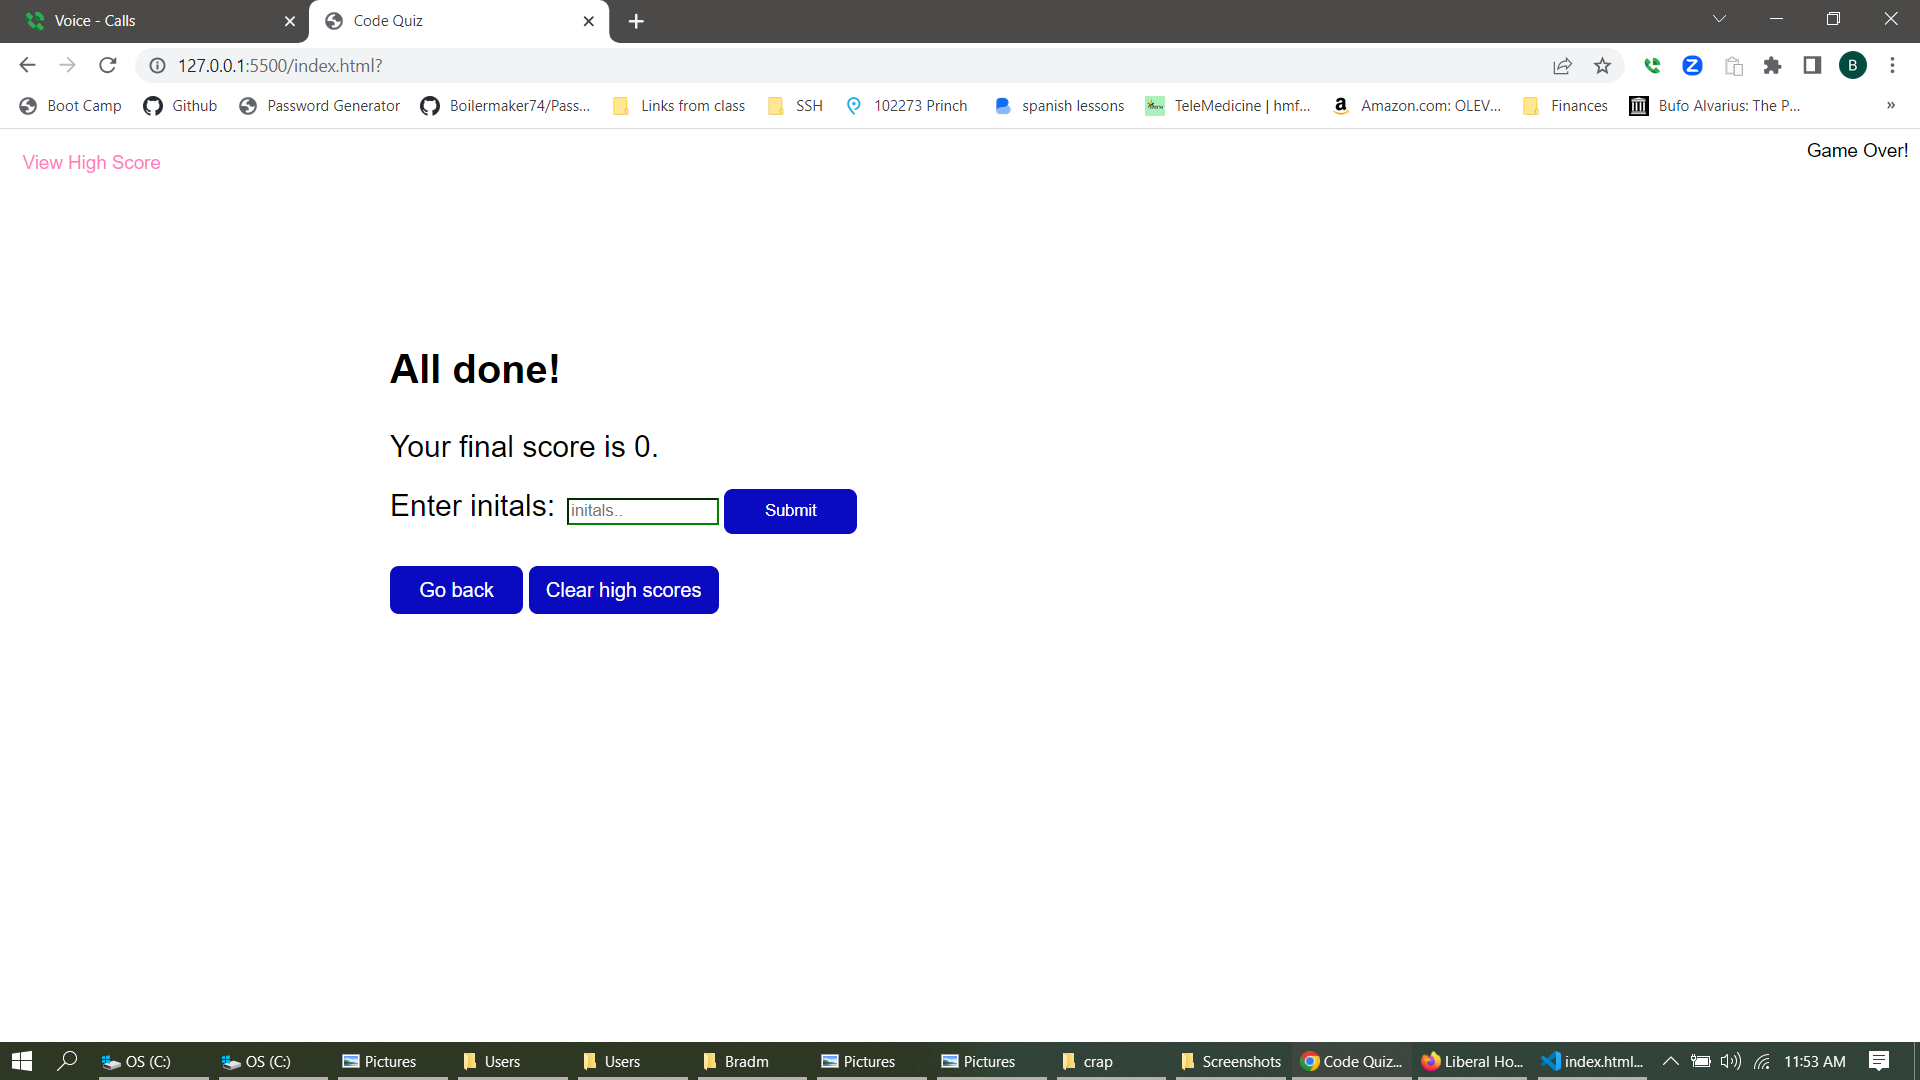 Voice - Calls
Code Quiz
127.0.0.1:5500/index.html?
B
Boot Camp
Github
Password Generator
Boilermaker74/Pass...
Links from class
SSH
102273 Princh
spanish lessons
TeleMedicine | hmf...
Amazon.com: OLEV...
Finances
Bufo Alvarius: The P...
»
View High Score
Game Over!
All done!
Your final score is 0.
Enter initals: initals.. Submit
Go back Clear high scores
OS (C:)
OS (C:)
Pictures
Users
Users
Bradm
Pictures
Pictures
crap
Screenshots
Code Quiz...
Liberal Ho...
index.html...
11:53 AM